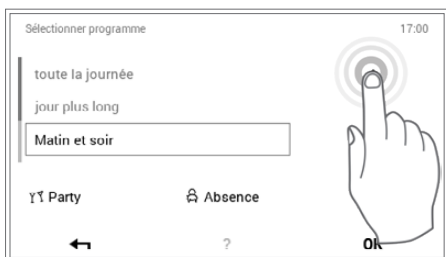 Sélectionner programme 17:00
toute la journée
jour plus long
Matin et soir
Party Absence
? OK